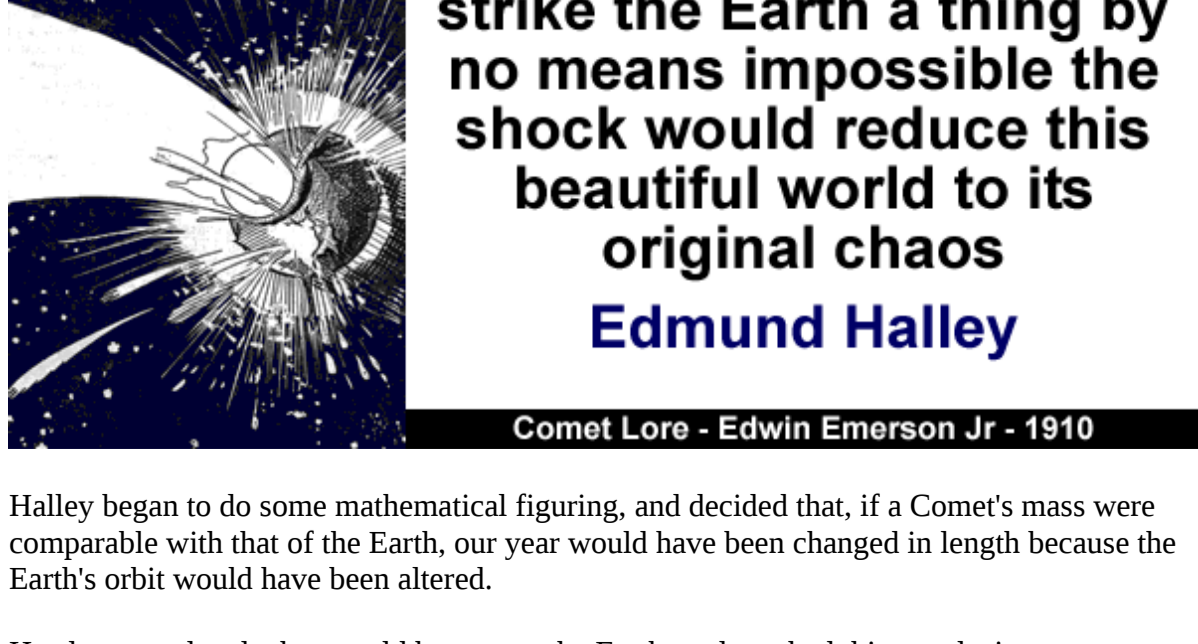 strike the Earth a thing by
no means impossible the
shock would reduce this
beautiful world to its
original chaos
Edmund Halley
Comet Lore - Edwin Emerson Jr - 1910
Halley began to do some mathematical figuring, and decided that, if a Comet's mass were
comparable with that of the Earth, our year would have been changed in length because the
Earth's orbit would have been altered.